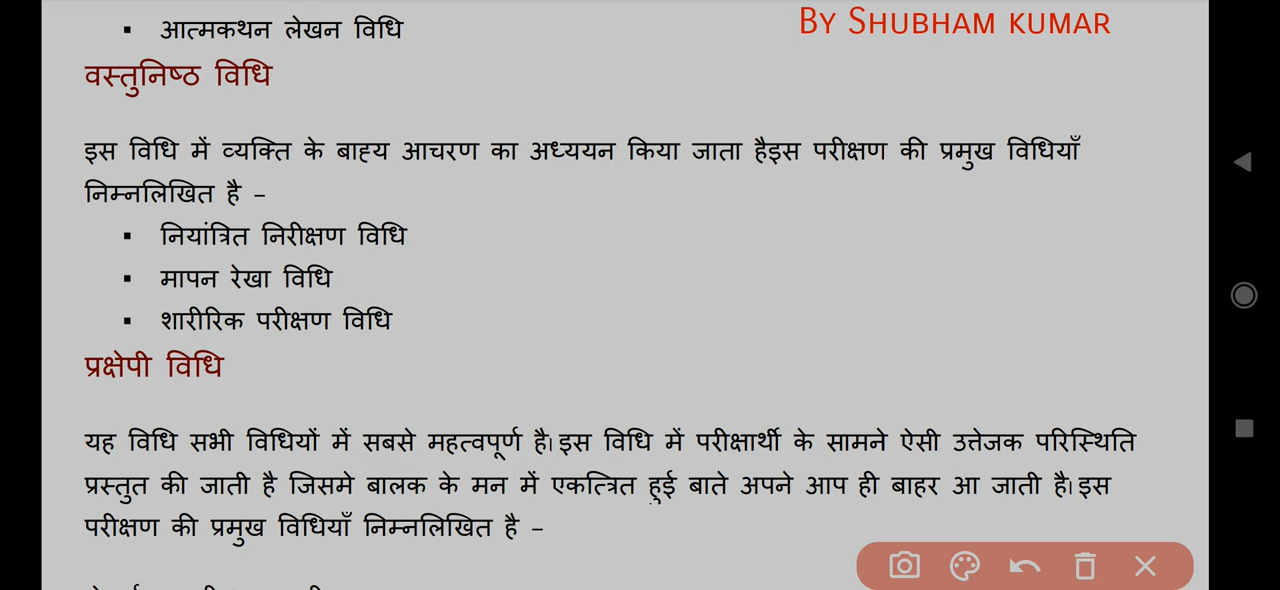 ▪ आत्मकथन लेखन विधि
By Shubham kumar
वस्तुनिष्ठ विधि
इस विधि में व्यक्ति के बाह्य आचरण का अध्ययन किया जाता हैइस परीक्षण की प्रमुख विधियाँ
निम्नलिखित है –
▪ नियांत्रित निरीक्षण विधि
▪ मापन रेखा विधि
▪ शारीरिक परीक्षण विधि
प्रक्षेपी विधि
यह विधि सभी विधियों में सबसे महत्वपूर्ण है। इस विधि में परीक्षार्थी के सामने ऐसी उत्तेजक परिस्थिति
प्रस्तुत की जाती है जिसमे बालक के मन में एकत्त्रित हुई बाते अपने आप ही बाहर आ जाती है। इस
परीक्षण की प्रमुख विधियाँ निम्नलिखित है –